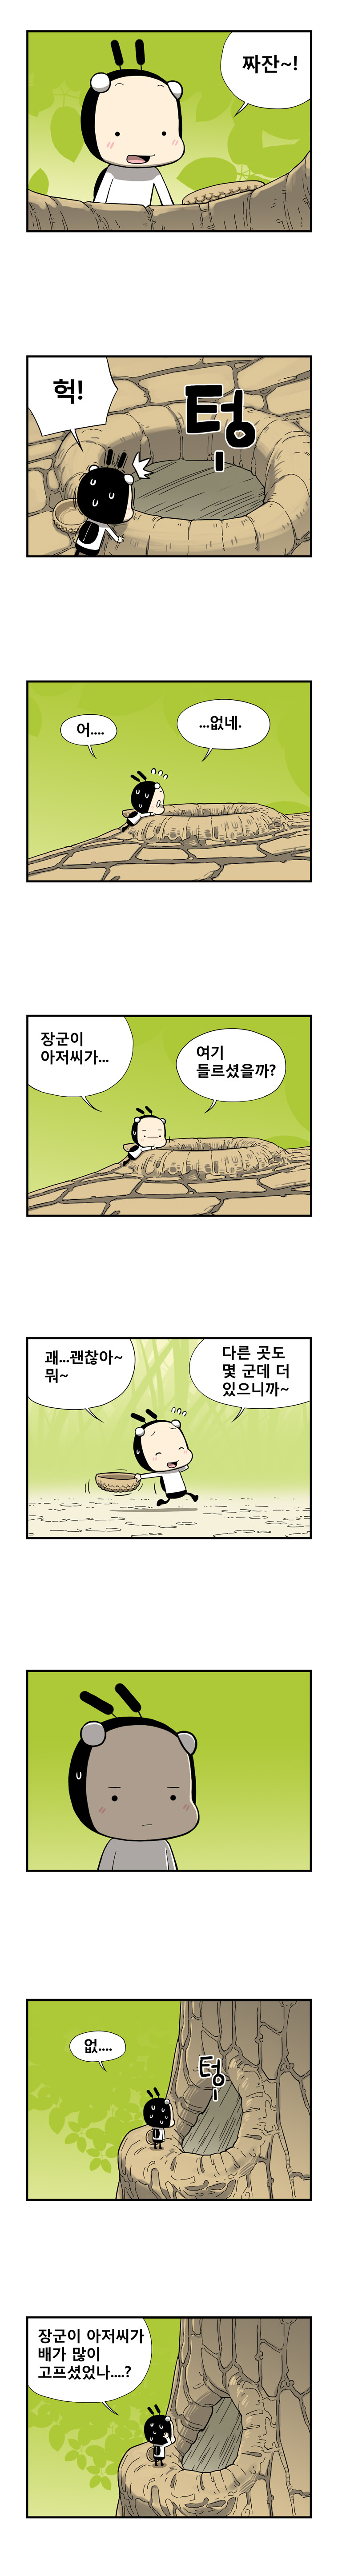 짜잔~!
헉!
텅!
어....
...없네.
장군이
아저씨가...
여기
들르셨을까?
괘...괜찮아~
뭐~
다른 곳도
몇 군데 더
있으니까~
없....
텅!
장군이 아저씨가
배가 많이
고프셨었나....?